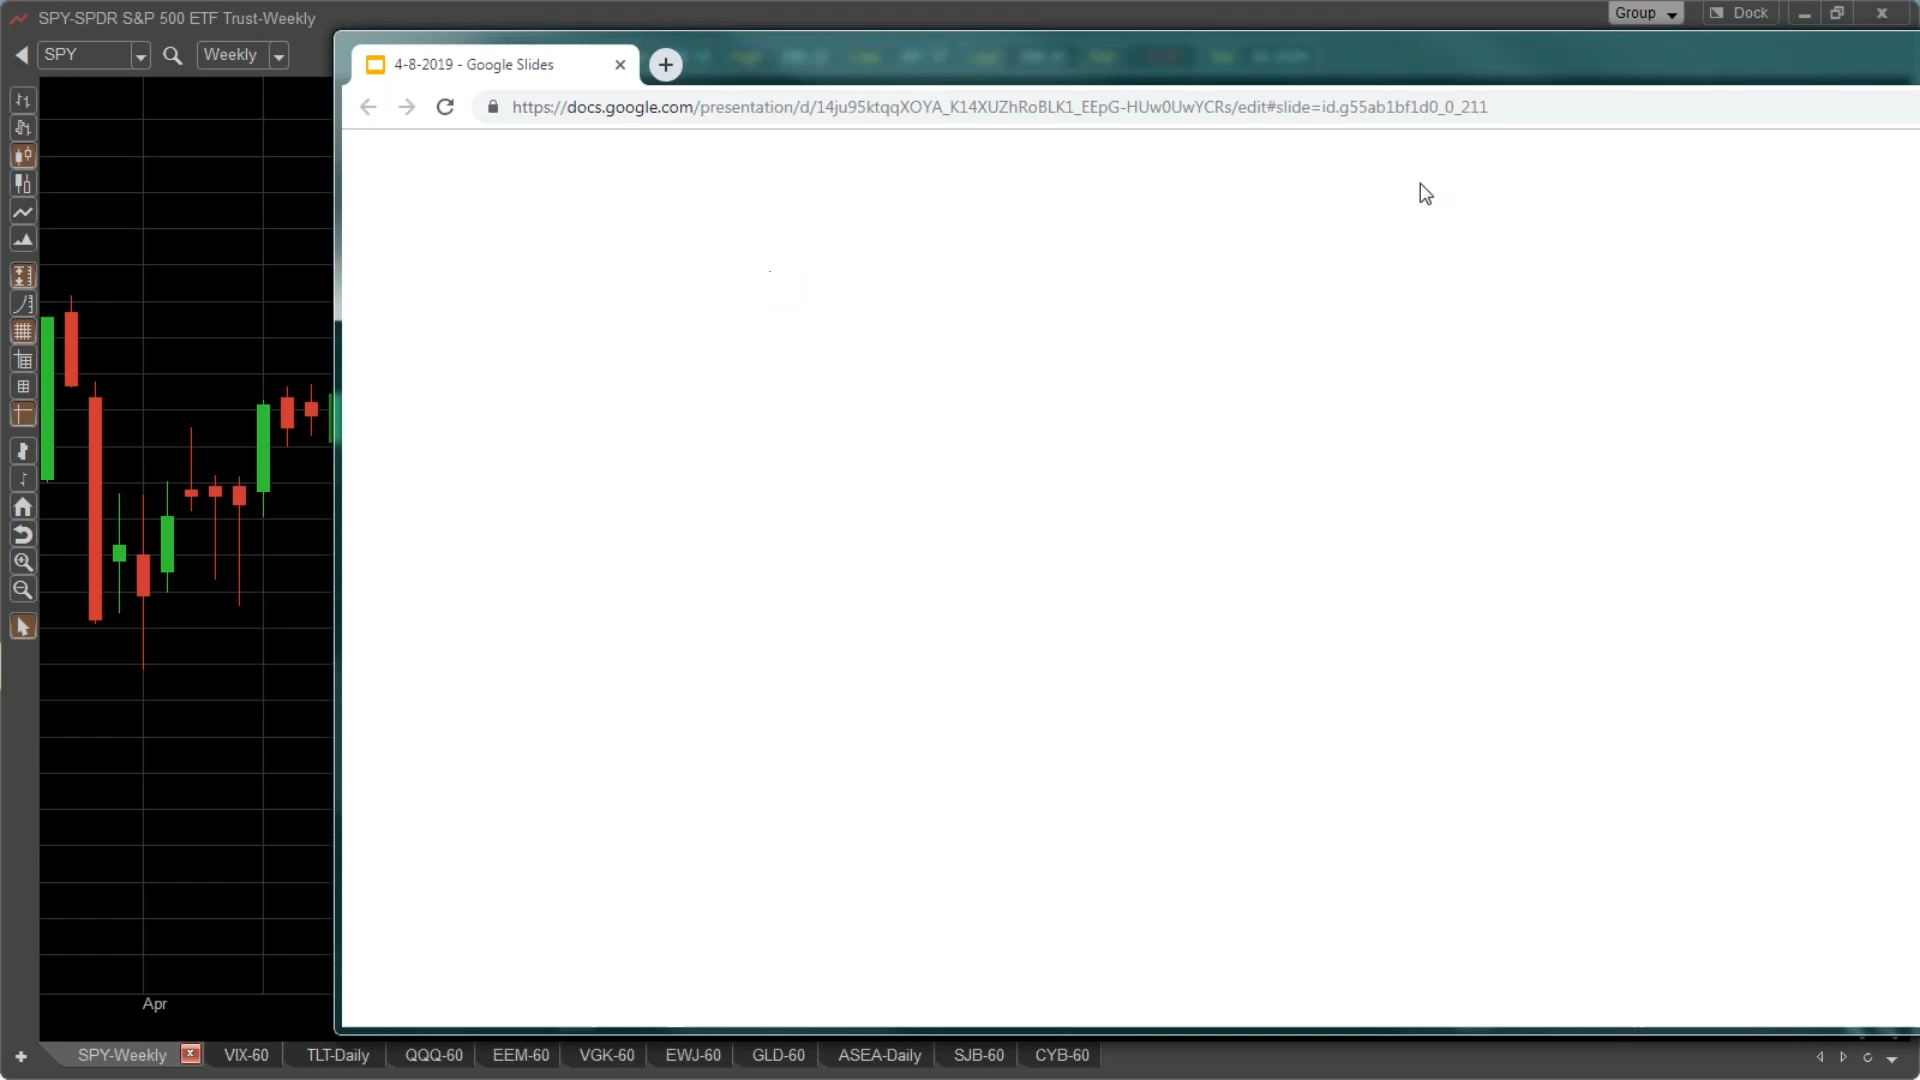 SPY-SPDR S&P 500 ETF Trust-Weekly
Group
Dock
SPY
Weekly
4-8-2019 - Google Slides
https://docs.google.com/presentation/d/14ju95ktqqXOYA_K14XUZhRoBLK1_EEpG-HUw0UwYCRs/edit#slide=id.g55ab1bf1d0_0_211
Apr
SPY-Weekly
VIX-60
TLT-Daily
QQQ-60
EEM-60
VGK-60
EWJ-60
GLD-60
ASEA-Daily
SJB-60
CYB-60